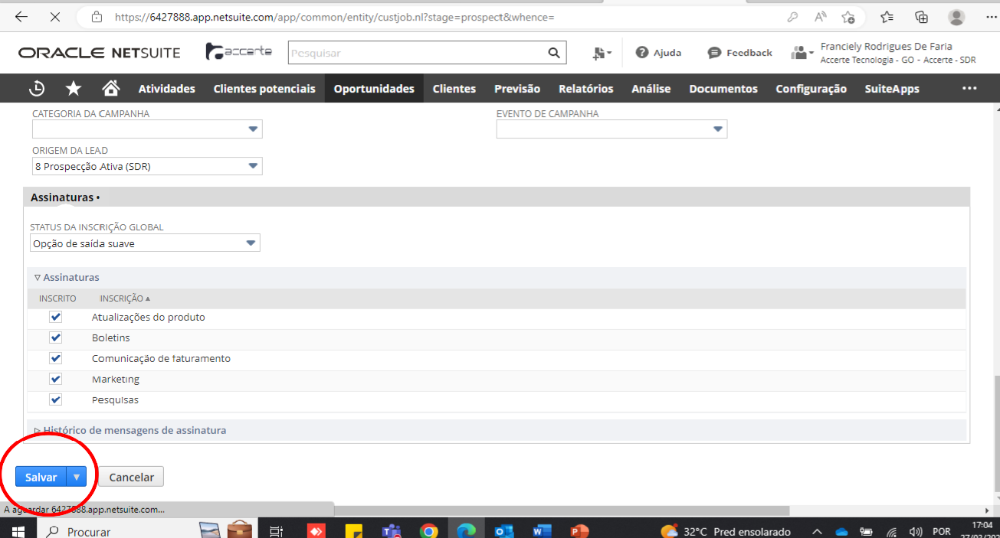 https://6427888.app.netsuite.com/app/common/entity/custjob.nl?stage=prospect&whence=
ORACLE NETSUITE
accerte
Pesquisar
Ajuda
Feedback
Franciely Rodrigues De Faria
Accerte Tecnologia - GO - Accerte - SDR
Atividades Clientes potenciais Oportunidades Clientes Previsão Relatórios Análise Documentos Configuração SuiteApps
CATEGORIA DA CAMPANHA
EVENTO DE CAMPANHA
ORIGEM DA LEAD
8 Prospecção Ativa (SDR)
Assinaturas •
STATUS DA INSCRIÇÃO GLOBAL
Opção de saída suave
Assinaturas
INSCRITO INSCRIÇÃO
Atualizações do produto
Boletins
Comunicação de faturamento
Marketing
Pesquisas
Histórico de mensagens de assinatura
Salvar Cancelar
A aguardar 6427888.app.netsuite.com...
Procurar
32°C Pred ensolarado
POR
17:04